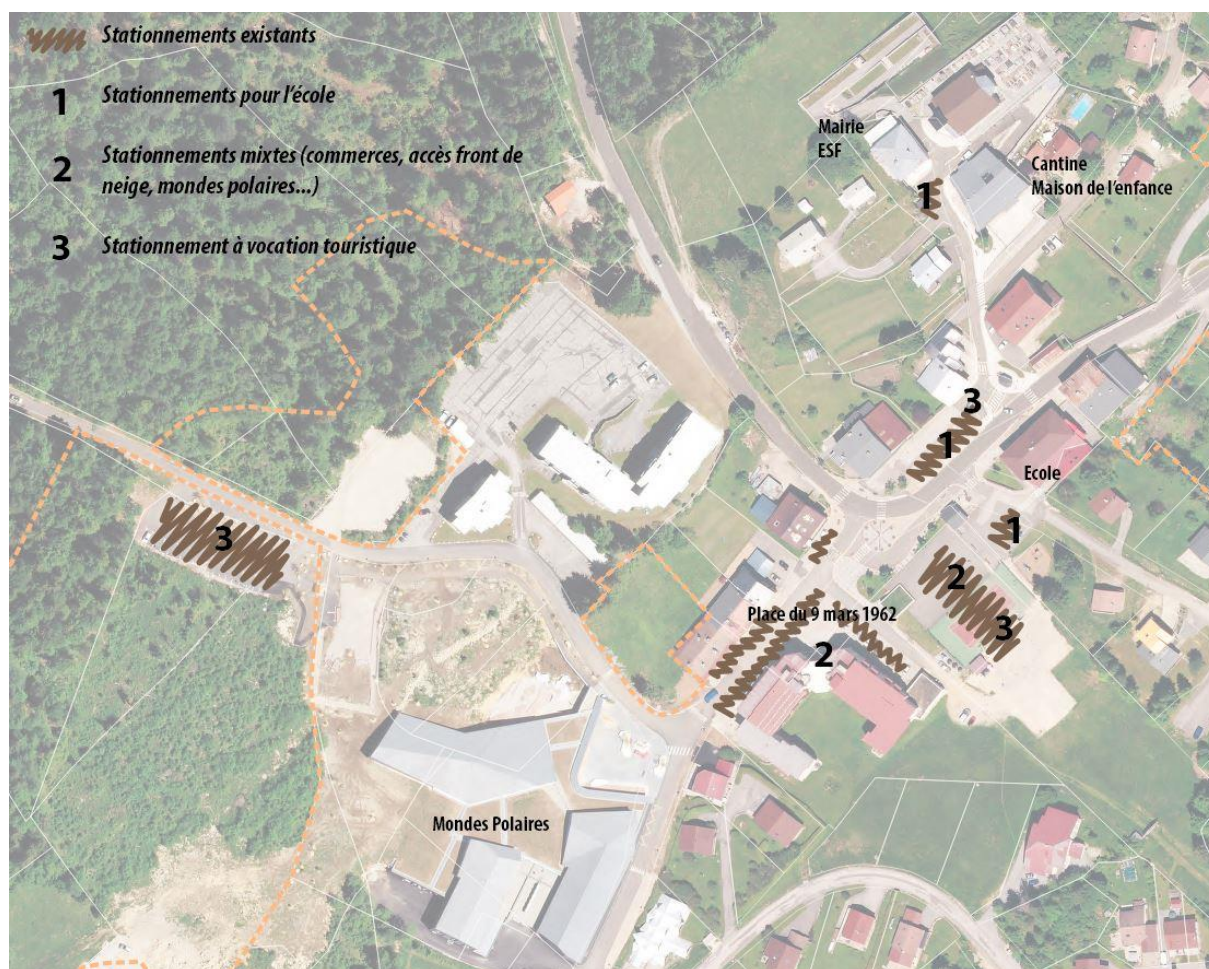 Stationnements existants
1 Stationnements pour l'école
2 Stationnements mixtes (commerces, accès front de
neige, mondes polaires...)
3 Stationnement à vocation touristique
Mairie
ESF
Cantine
Maison de l'enfance
1
3
1
Ecole
1
3
2
Place du 9 mars 1962
3
2
Mondes Polaires